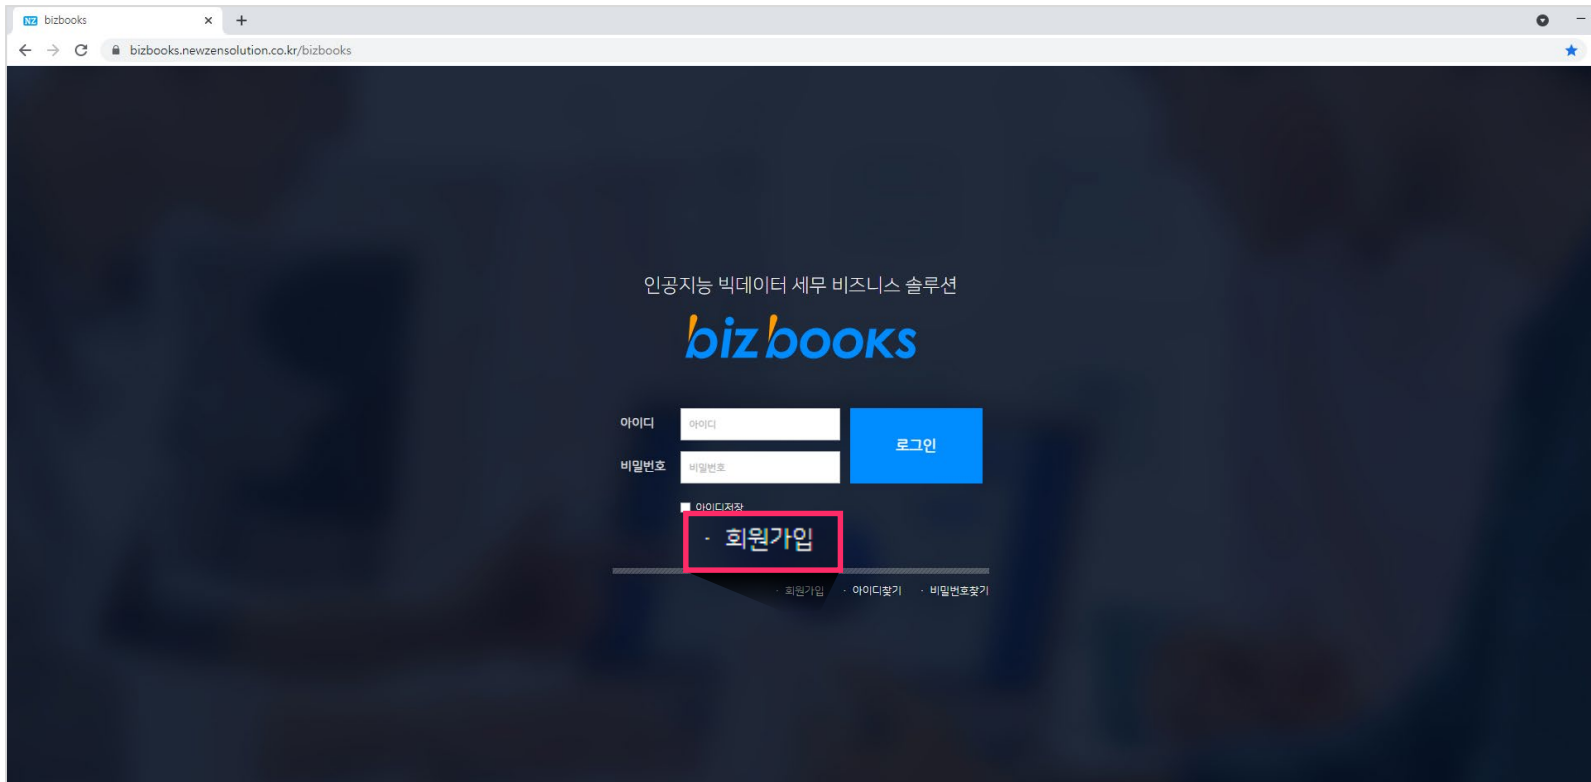 NZ bizbooks
bizbooks.newzensolution.co.kr/bizbooks
인공지능 빅데이터 세무 비즈니스 솔루션
bizbooks
아이디 아이디
로그인
비밀번호 비밀번호
아이디저장
· 회원가입
· 회원가입 · 아이디찾기 · 비밀번호찾기